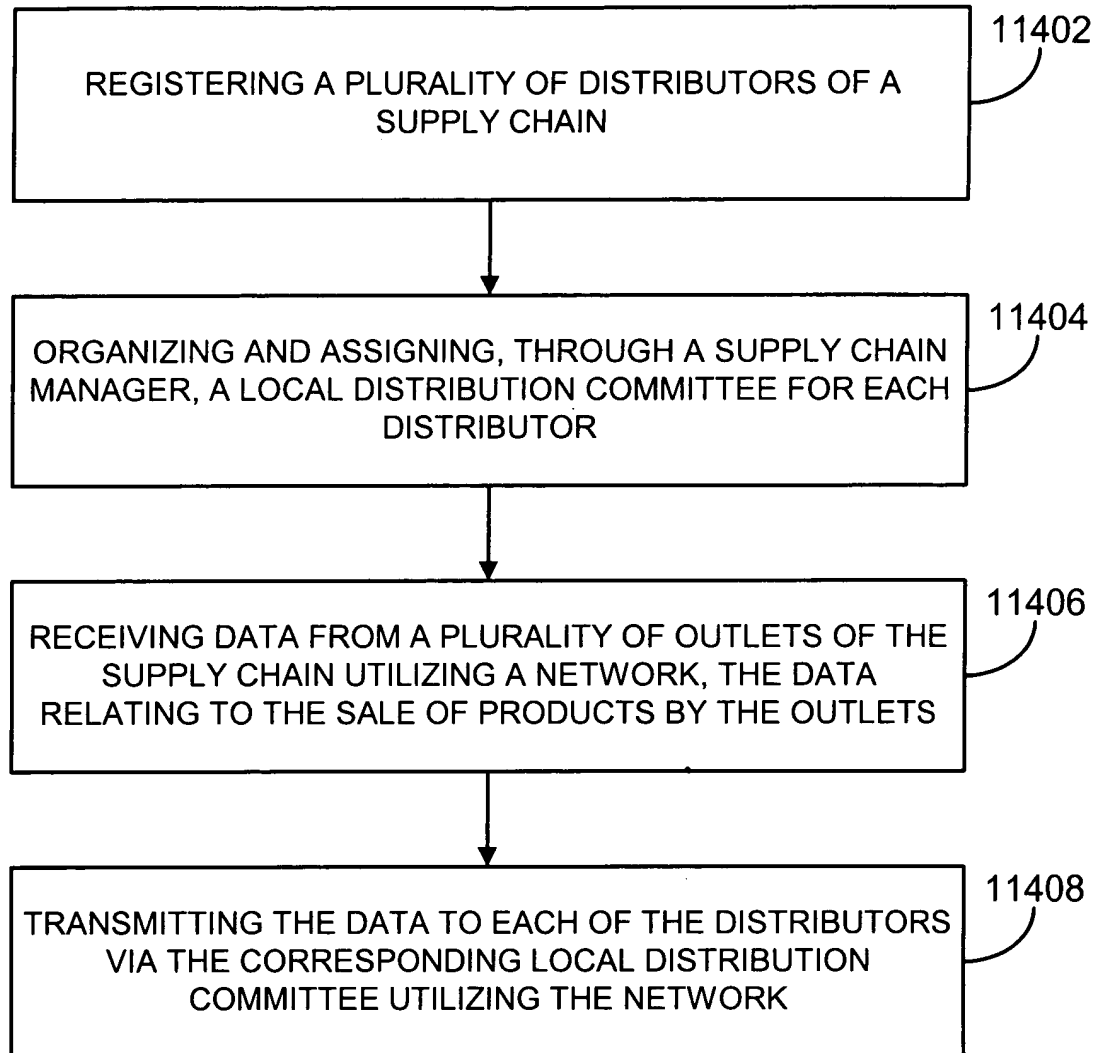 11402
REGISTERING A PLURALITY OF DISTRIBUTORS OF A
SUPPLY CHAIN
11404
ORGANIZING AND ASSIGNING, THROUGH A SUPPLY CHAIN
MANAGER, A LOCAL DISTRIBUTION COMMITTEE FOR EACH
DISTRIBUTOR
11406
RECEIVING DATA FROM A PLURALITY OF OUTLETS OF THE
SUPPLY CHAIN UTILIZING A NETWORK, THE DATA
RELATING TO THE SALE OF PRODUCTS BY THE OUTLETS
11408
TRANSMITTING THE DATA TO EACH OF THE DISTRIBUTORS
VIA THE CORRESPONDING LOCAL DISTRIBUTION
COMMITTEE UTILIZING THE NETWORK